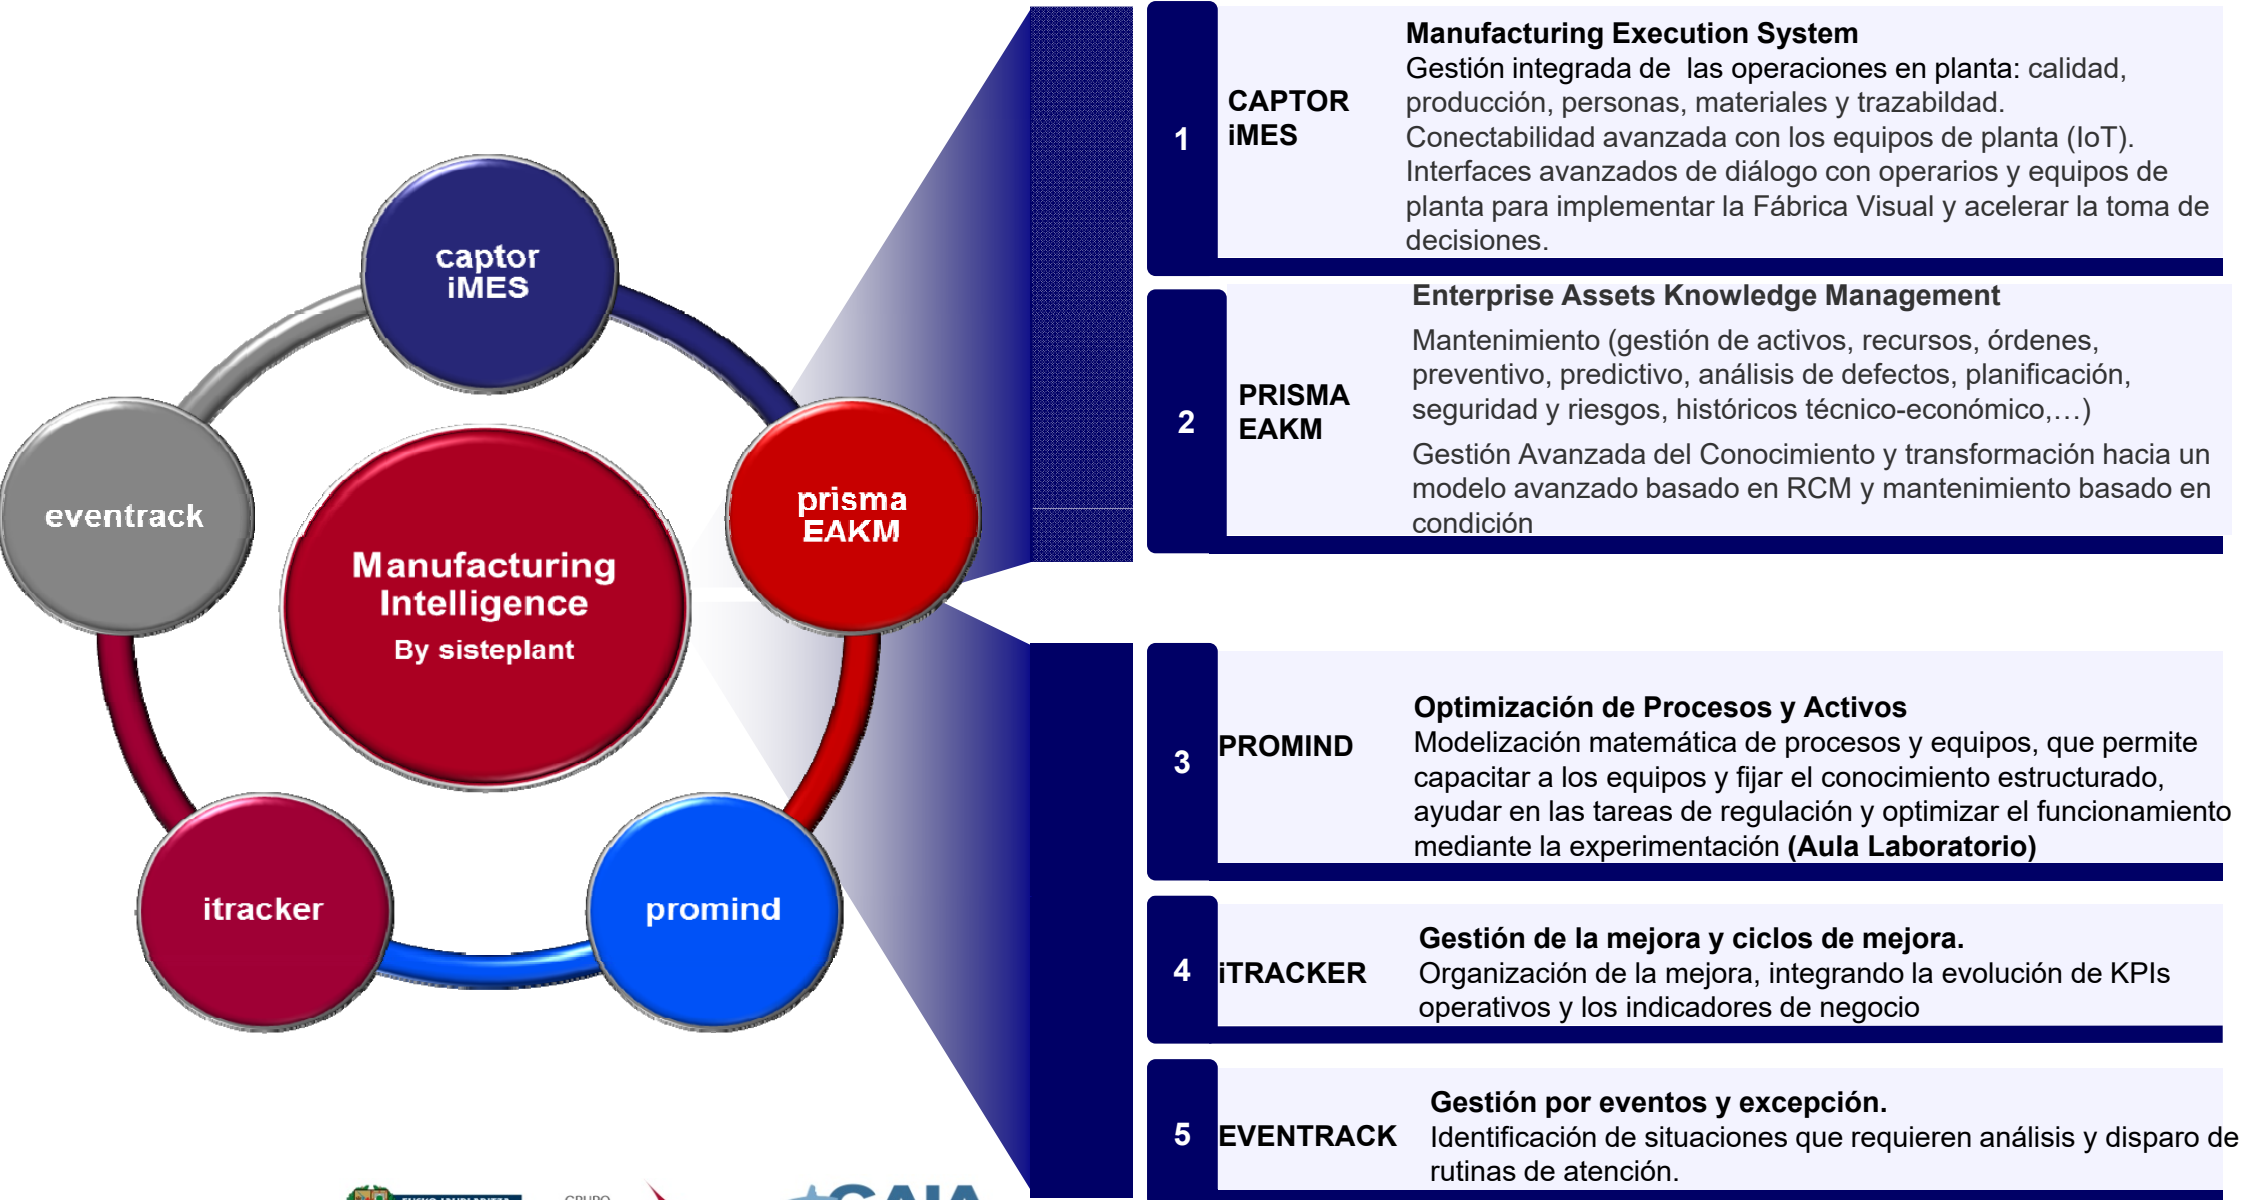 captor
iMES
eventrack
prisma
EAKM
Manufacturing
Intelligence
By sisteplant
itracker
promind
1
CAPTOR
iMES
Manufacturing Execution System
Gestión integrada de las operaciones en planta: calidad,
producción, personas, materiales y trazabildad.
Conectabilidad avanzada con los equipos de planta (IoT).
Interfaces avanzados de diálogo con operarios y equipos de
planta para implementar la Fábrica Visual y acelerar la toma de
decisiones.
2
PRISMA
EAKM
Enterprise Assets Knowledge Management
Mantenimiento (gestión de activos, recursos, órdenes,
preventivo, predictivo, análisis de defectos, planificación,
seguridad y riesgos, históricos técnico-económico,…)
Gestión Avanzada del Conocimiento y transformación hacia un
modelo avanzado basado en RCM y mantenimiento basado en
condición
3
PROMIND
Optimización de Procesos y Activos
Modelización matemática de procesos y equipos, que permite
capacitar a los equipos y fijar el conocimiento estructurado,
ayudar en las tareas de regulación y optimizar el funcionamiento
mediante la experimentación (Aula Laboratorio)
4
iTRACKER
Gestión de la mejora y ciclos de mejora.
Organización de la mejora, integrando la evolución de KPIs
operativos y los indicadores de negocio
5
EVENTRACK
Gestión por eventos y excepción.
Identificación de situaciones que requieren análisis y disparo de
rutinas de atención.
GRUPO
GAIA